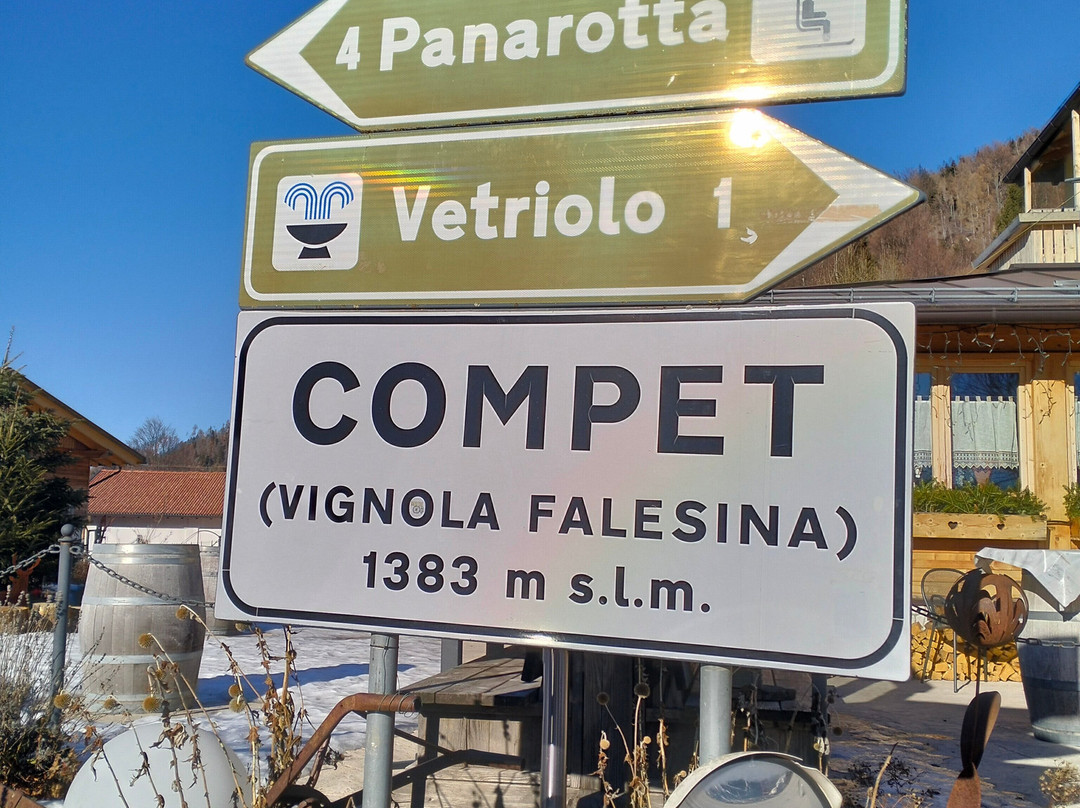 4 Panarotta
Vetriolo 1
COMPET
(VIGNOLA FALESINA)
1383 m s.l.m.